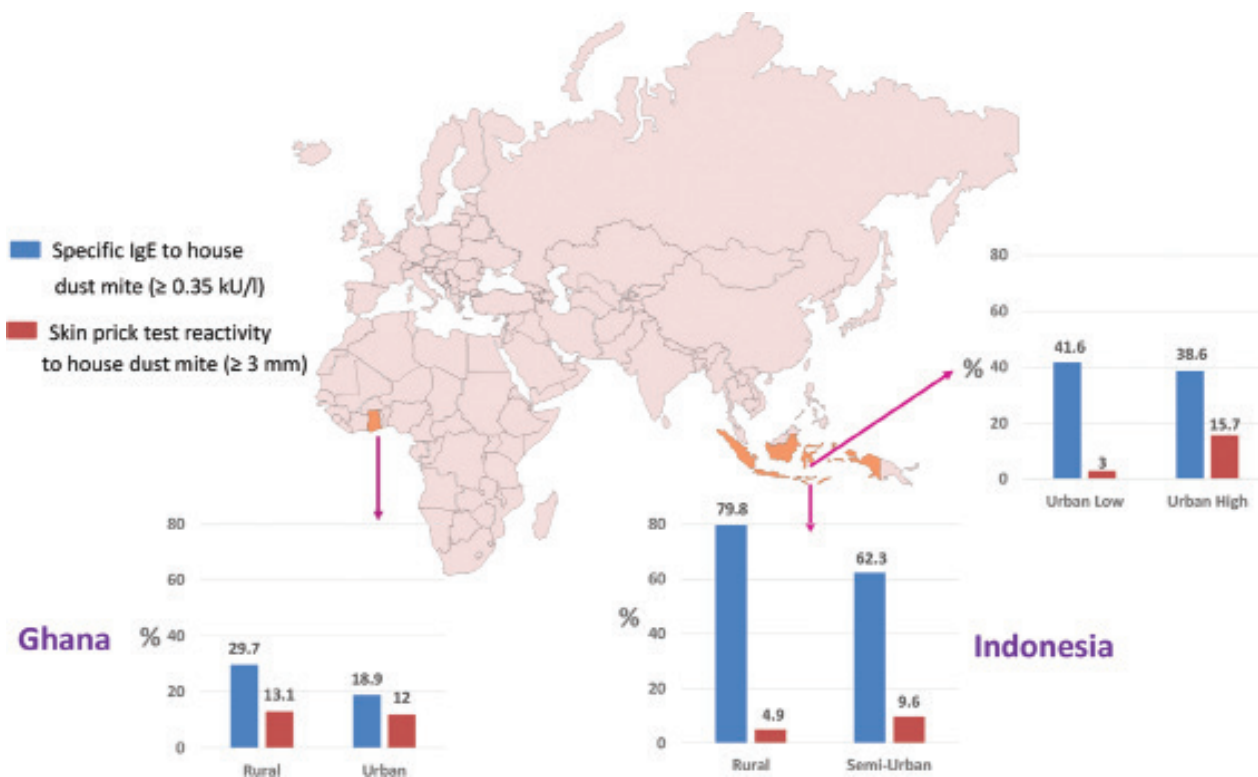 Specific IgE to house
dust mite (≥ 0.35 kU/l)
Skin prick test reactivity
to house dust mite (≥ 3 mm)
80
60
%
40
20
0
41.6
3
38.6
15.7
Urban Low
Urban High
Ghana
%
80
60
40
20
0
29.7
13.1
18.9
12
Rural
Urban
%
80
60
40
20
0
79.8
4.9
62.3
9.6
Rural
Semi-Urban
Indonesia